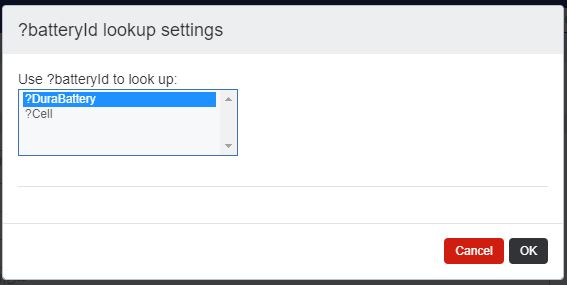 ?batteryId lookup settings
Use ?batteryId to look up:
?DuraBattery
?Cell
Cancel OK